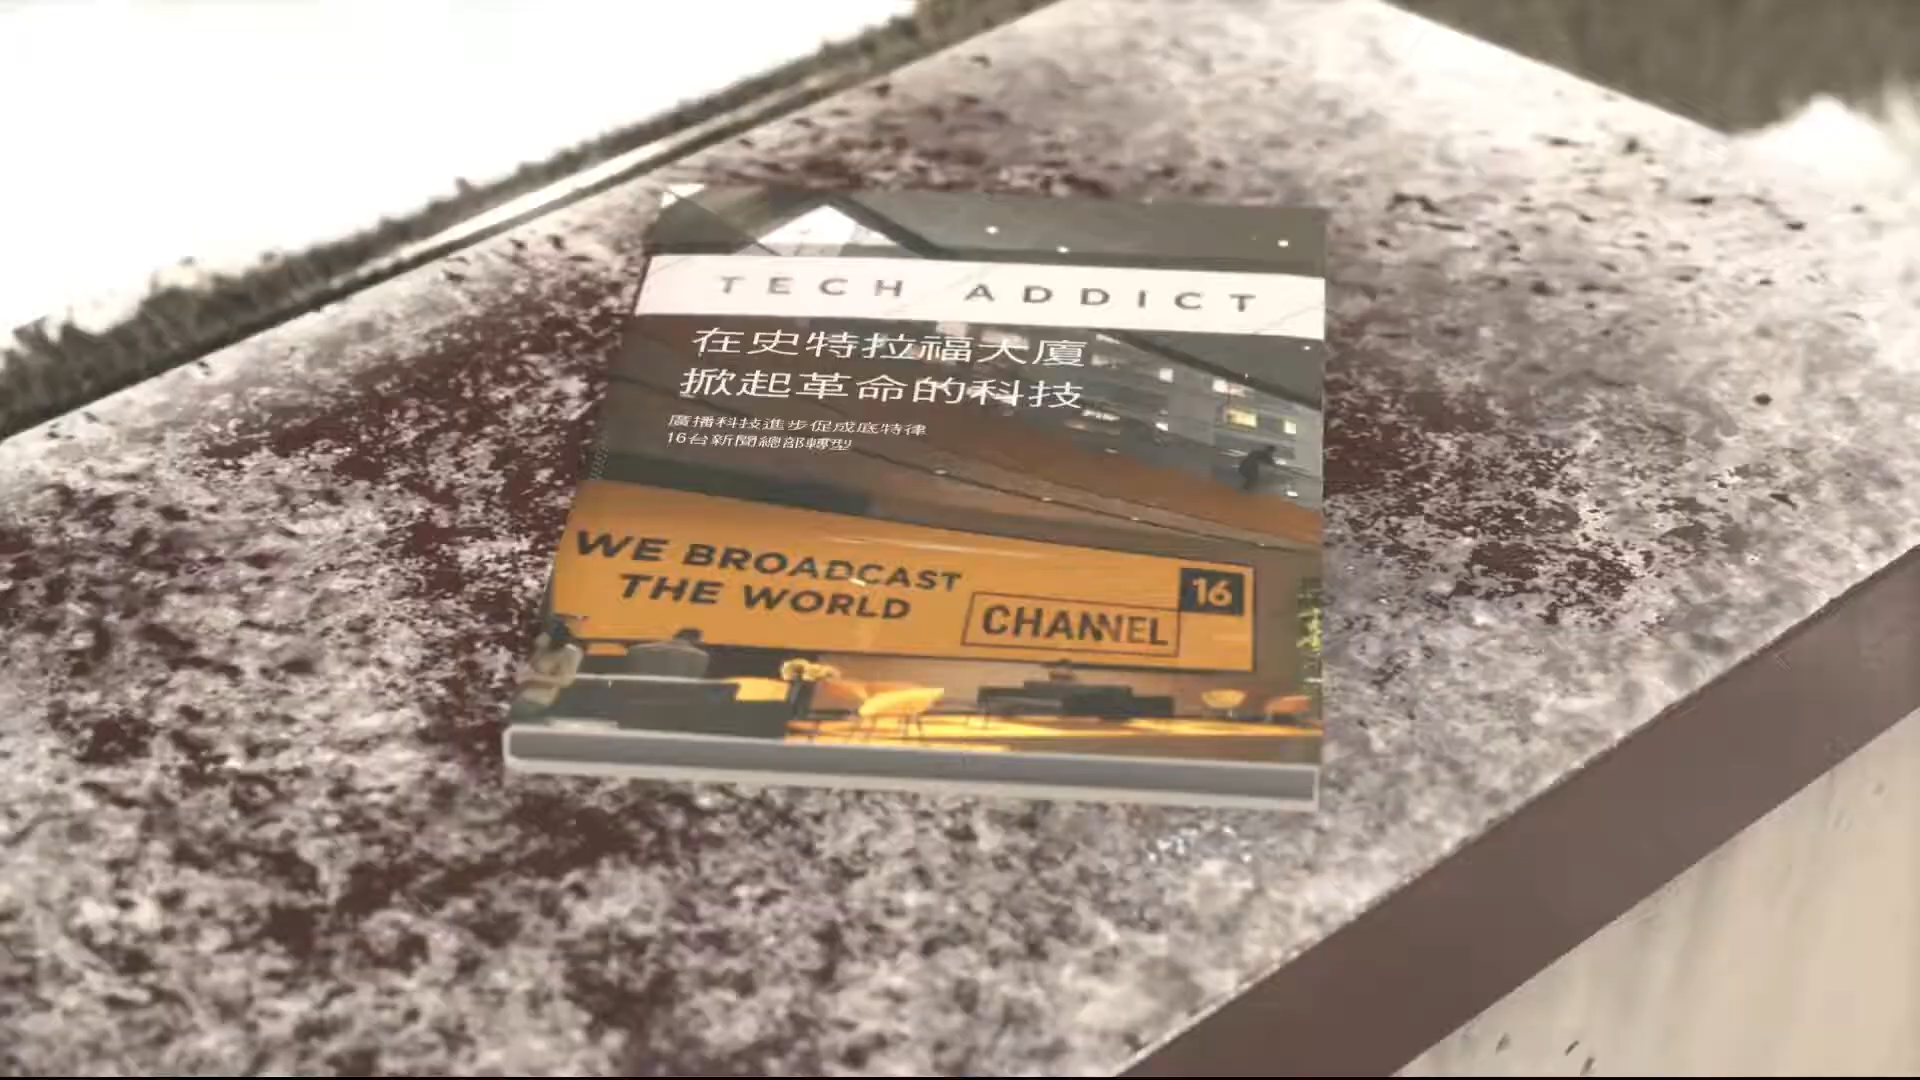 TECH ADDICT
在史特拉福大廈
掀起革命的科技
廣播科技進步促成底特律
16台新聞總部轉型
WE BROADCAST
THE WORLD
CHANNEL
16